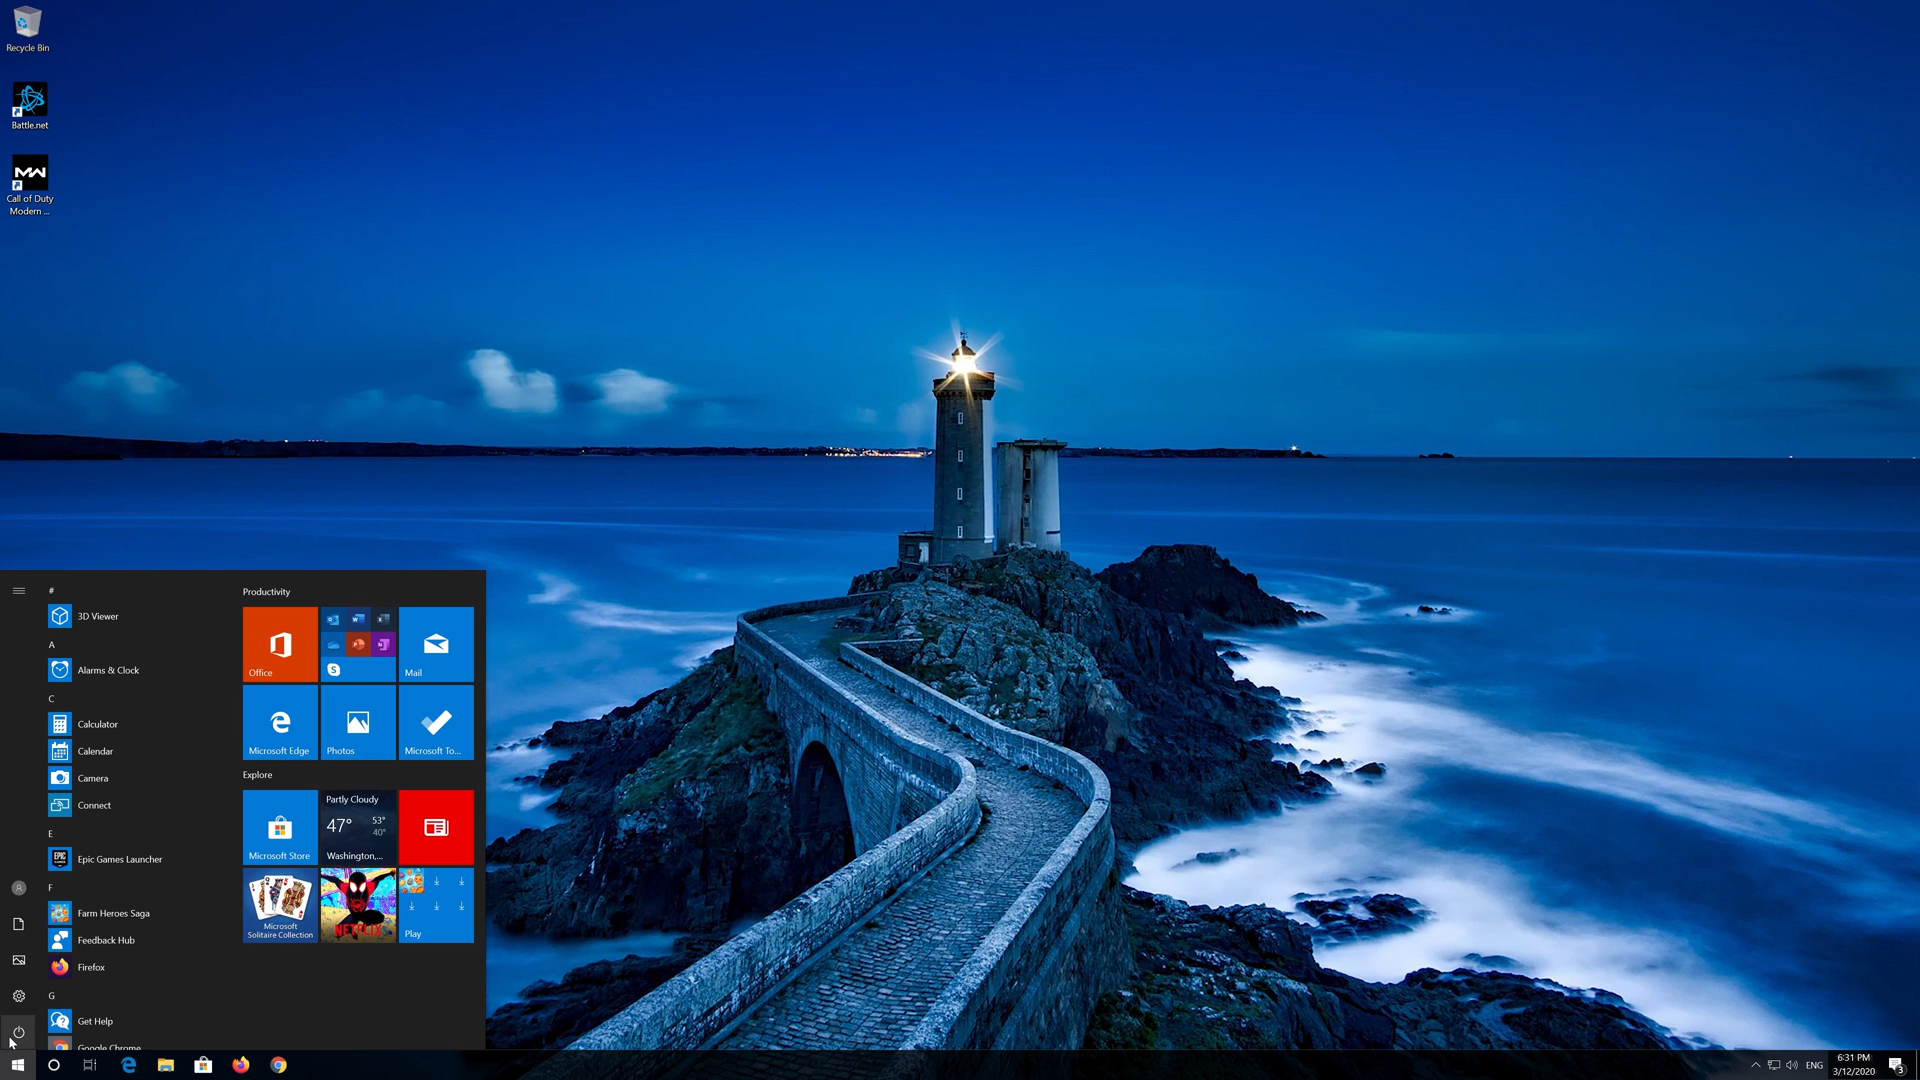 Recycle Bin
Battle.net
Call of Duty
Modern ...
#
3D Viewer
A
Alarms & Clock
C
Calculator
Calendar
Camera
Connect
E
Epic Games Launcher
F
Farm Heroes Saga
Feedback Hub
Firefox
G
Get Help
Google Chrome
Productivity
Office
Mail
Microsoft Edge
Photos
Microsoft To...
Explore
Microsoft Store
Partly Cloudy
47°
53°
40°
Washington,...
Microsoft
Solitaire Collection
NETFLIX
Play
ENG
6:31 PM
3/12/2020
3